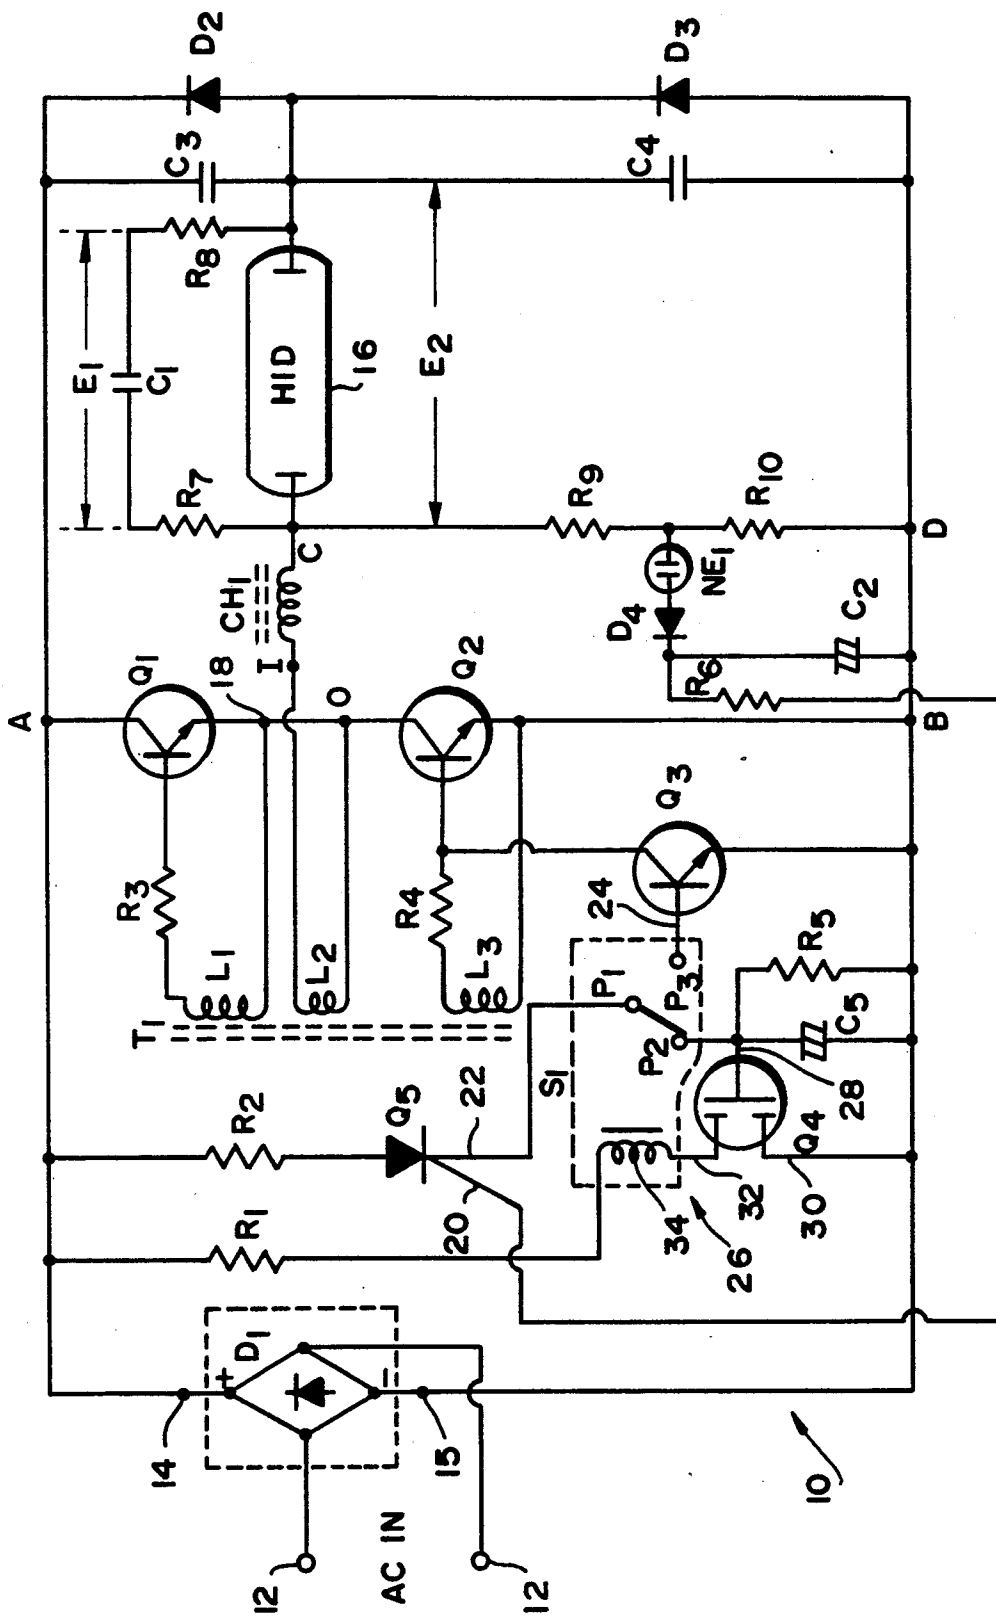 A
14
D1
+
−
15
12
AC IN
12
10
R1
R2
Q5
20
22
T1
L1
L2
L3
R3
R4
Q1
18
O
Q2
I
CH1
C
S1
P1
P2
P3
24
Q3
34
26
32
Q4
30
28
C5
R5
R6
D4
NE1
C2
B
D
R9
R10
R7
C1
E1
R8
HID
16
E2
C3
C4
D2
D3